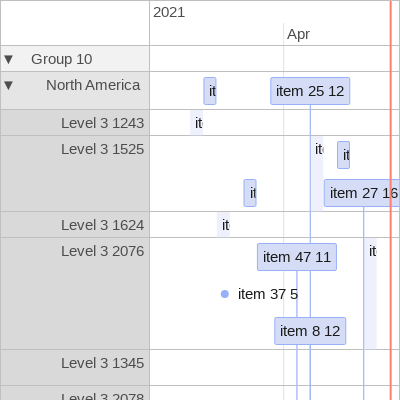 2021
Apr
▼ Group 10
▼ North America
it
item 25 12
Level 3 1243
it
Level 3 1525
it
it
it
item 27 16
Level 3 1624
it
Level 3 2076
item 47 11
it
item 37 5
item 8 12
Level 3 1345
Level 3 2078